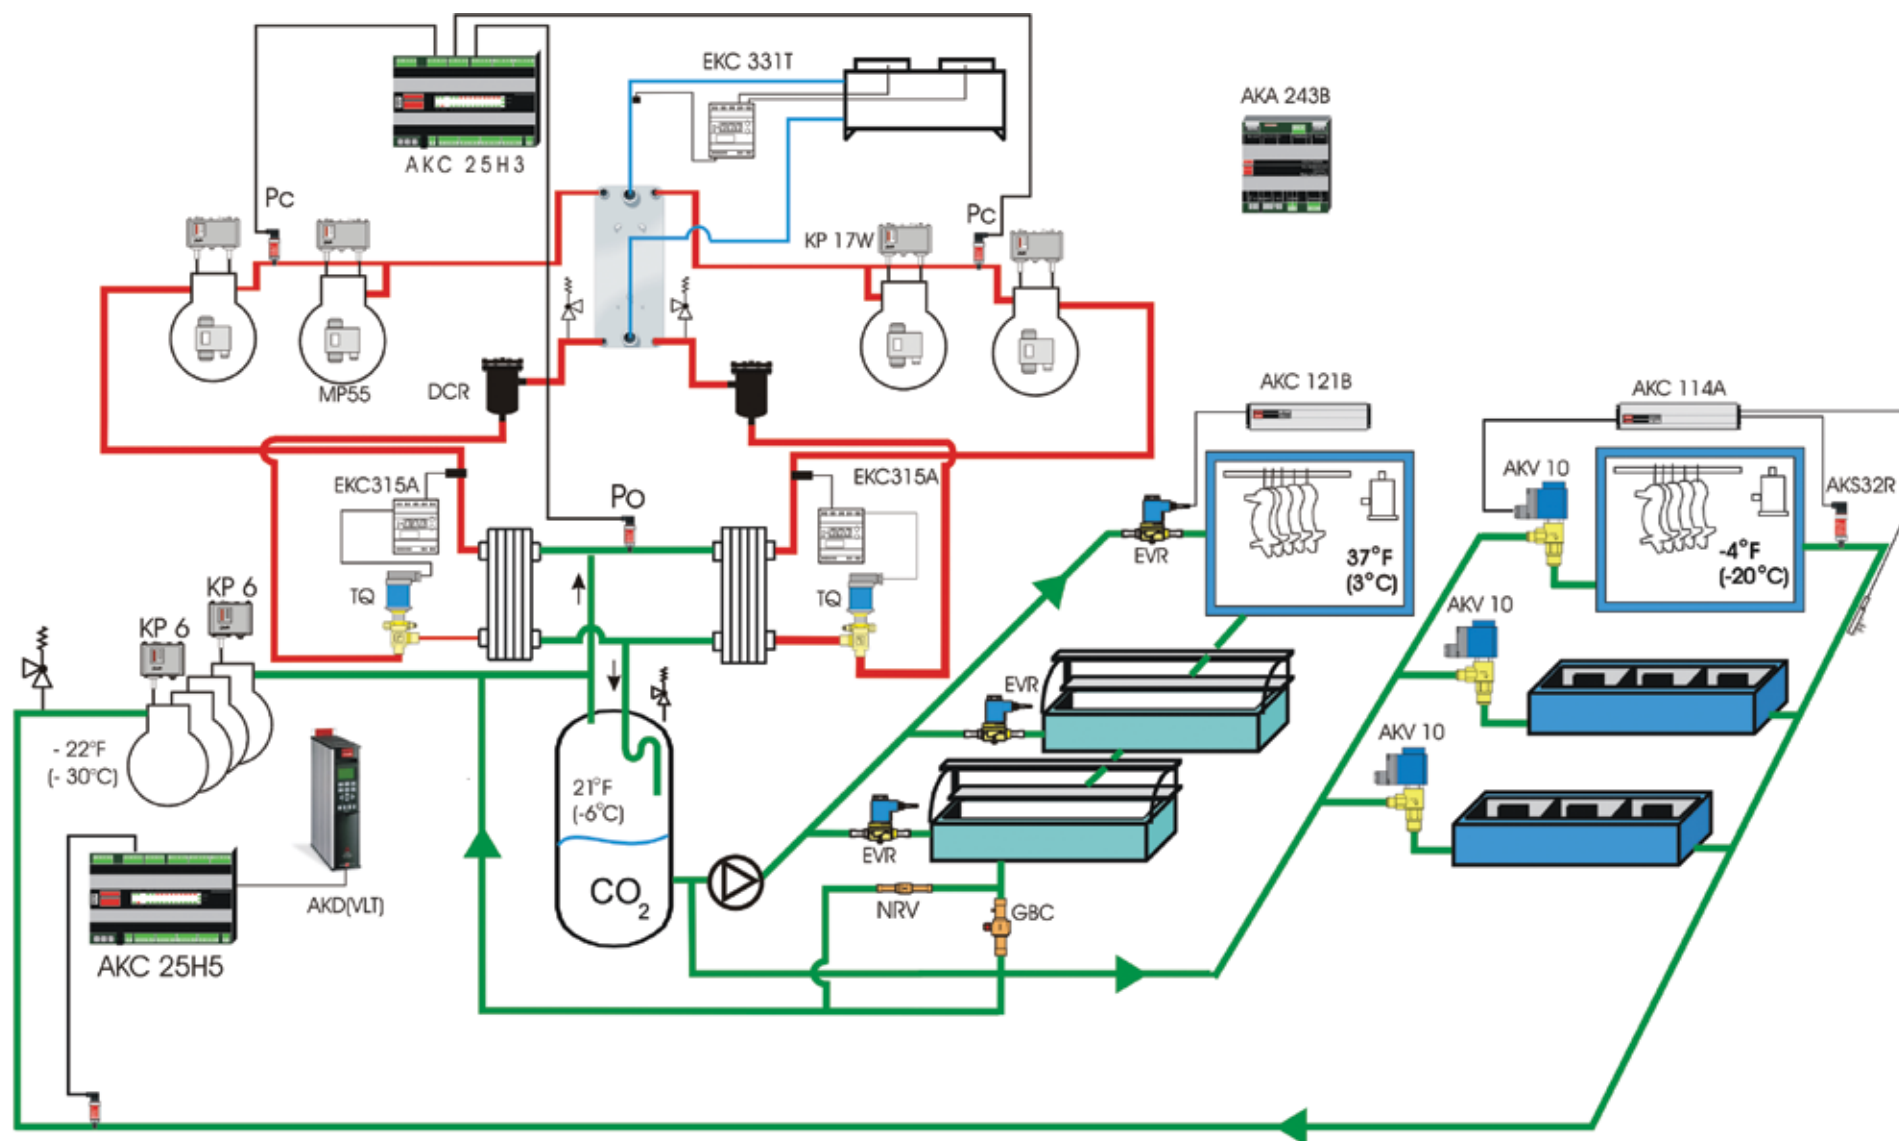 EKC 331T
AKA 243B
AKC 25H3
Pc
Pc
KP 17W
MP55
DCR
AKC 121B
AKC 114A
EKC315A
EKC315A
Po
AKV 10
AKS32R
EVR
37°F
(3°C)
-4°F
(-20°C)
TQ
TQ
KP 6
KP 6
AKV 10
EVR
- 22°F
(- 30°C)
21°F
(-6°C)
AKV 10
EVR
CO2
AKD(VLT)
NRV
GBC
AKC 25H5